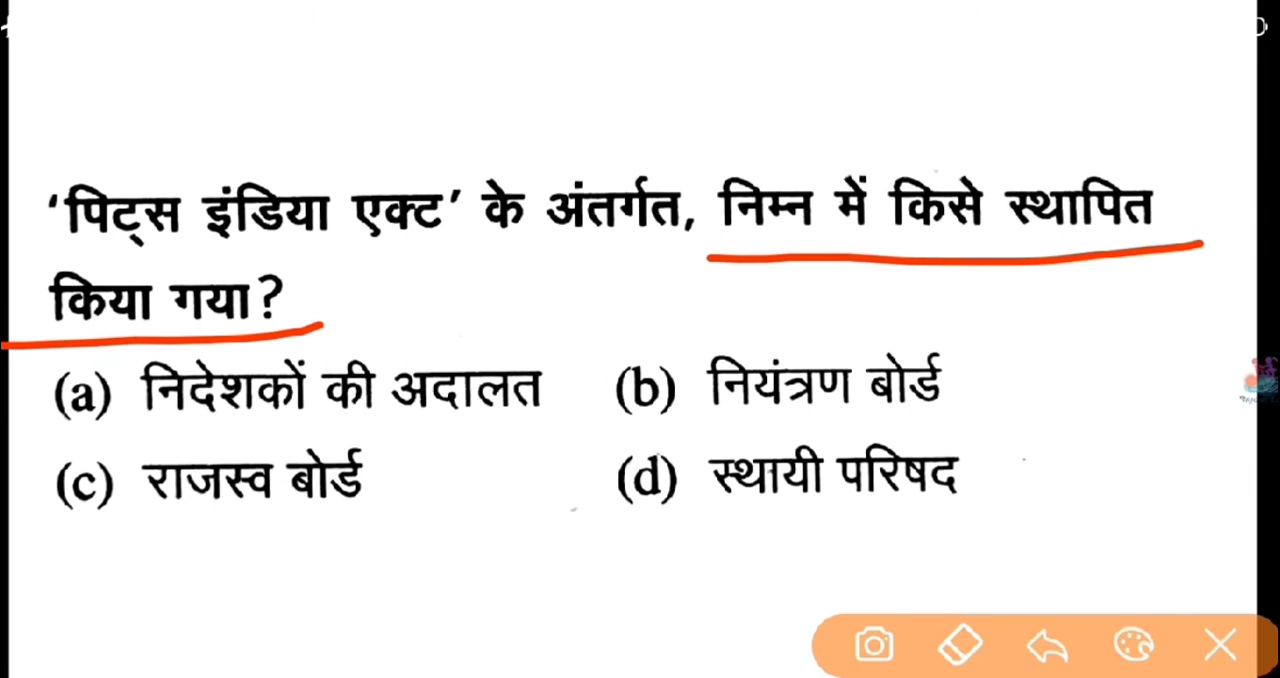 ‘पिट्स इंडिया एक्ट’ के अंतर्गत, निम्न में किसे स्थापित
किया गया?
(a) निदेशकों की अदालत (b) नियंत्रण बोर्ड
(c) राजस्व बोर्ड (d) स्थायी परिषद